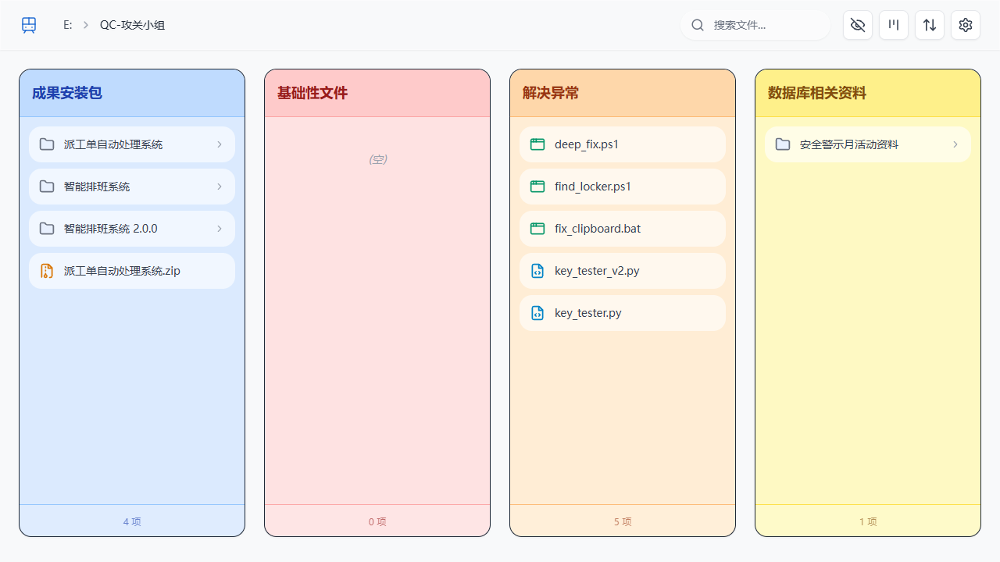 E: QC-攻关小组
搜索文件...
成果安装包
派工单自动处理系统
智能排班系统
智能排班系统 2.0.0
派工单自动处理系统.zip
4 项
基础性文件
(空)
0 项
解决异常
deep_fix.ps1
find_locker.ps1
fix_clipboard.bat
key_tester_v2.py
key_tester.py
5 项
数据库相关资料
安全警示月活动资料
1 项